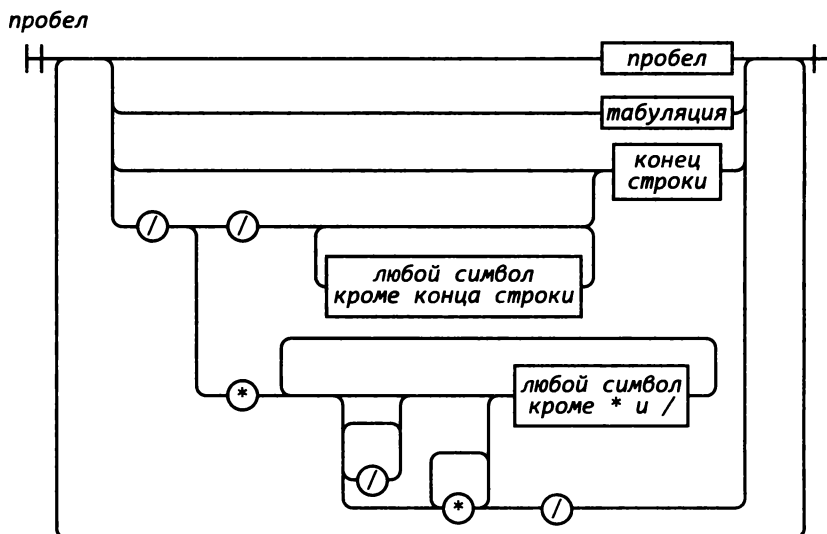 пробел
пробел
табуляция
конец
строки
/ /
любой символ
кроме конца строки
*
любой символ
кроме * и /
/
* /